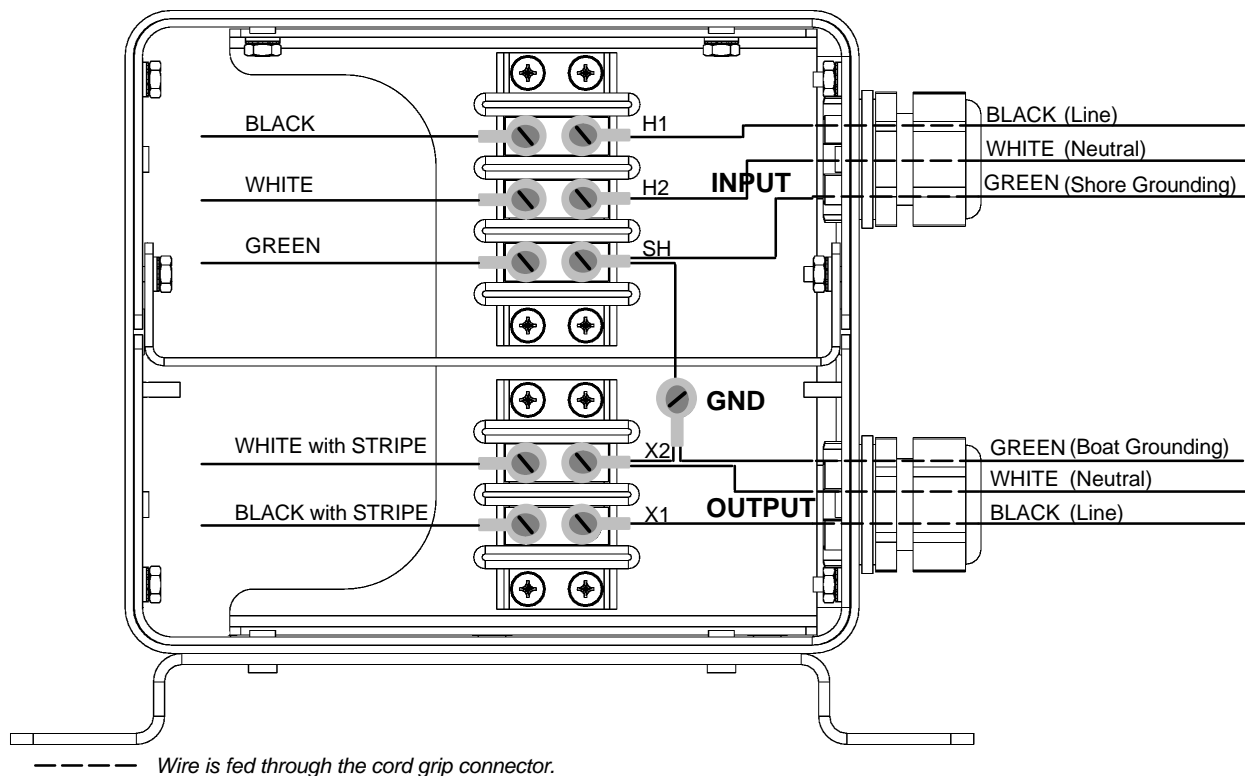 BLACK H1 BLACK (Line)
WHITE H2 INPUT WHITE (Neutral)
GREEN (Shore Grounding)
GREEN SH
GND
WHITE with STRIPE X2 GREEN (Boat Grounding)
WHITE (Neutral)
BLACK with STRIPE X1 OUTPUT BLACK (Line)
Wire is fed through the cord grip connector.